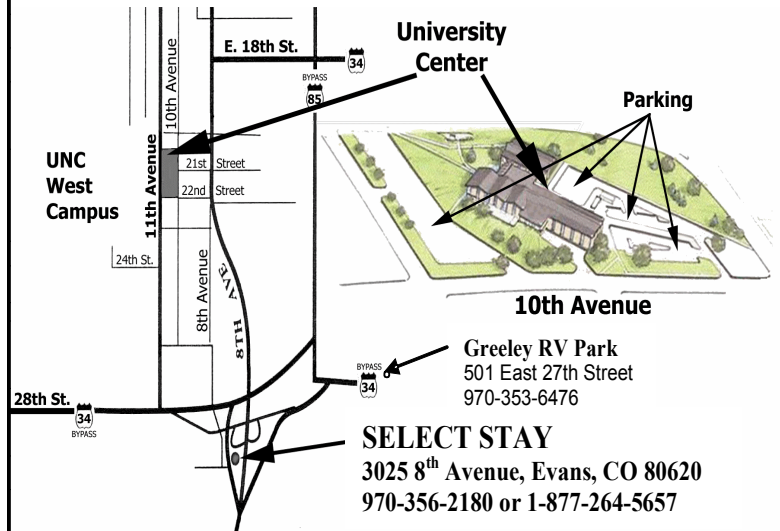 University
Center
E. 18th St.
34
BYPASS
85
Parking
10th Avenue
11th Avenue
UNC
West
Campus
21st Street
22nd Street
24th St.
8th Avenue
8TH AVE
10th Avenue
Greeley RV Park
501 East 27th Street
970-353-6476
BYPASS
34
28th St.
34
BYPASS
SELECT STAY
3025 8th Avenue, Evans, CO 80620
970-356-2180 or 1-877-264-5657